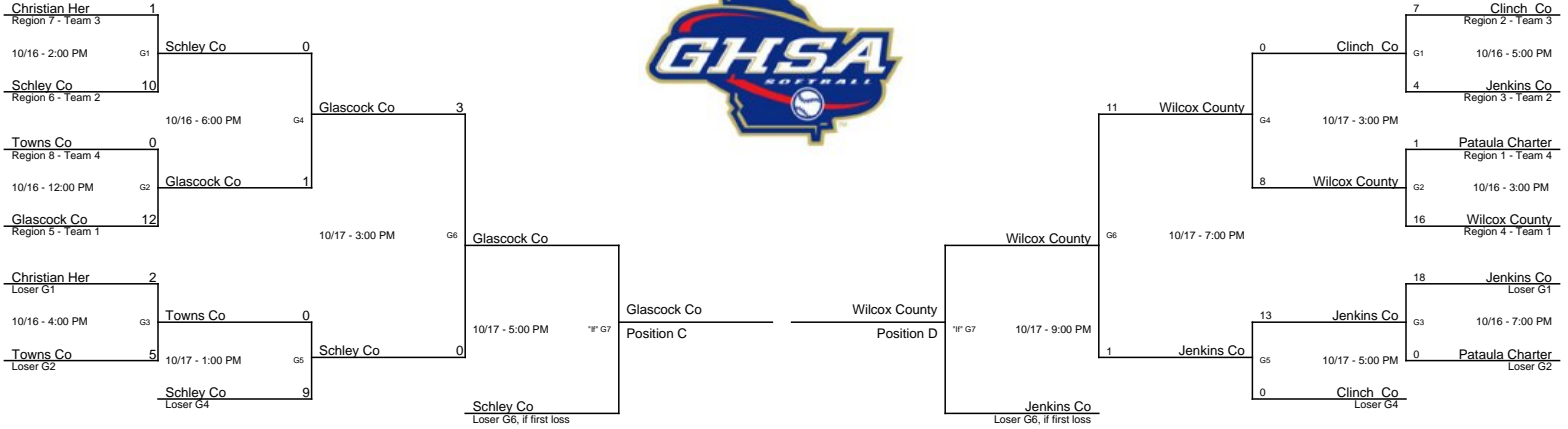 Christian Her 1
Region 7 - Team 3
10/16 - 2:00 PM G1
Schley Co 10
Region 6 - Team 2
Schley Co 0
10/16 - 6:00 PM G4
Towns Co 0
Region 8 - Team 4
10/16 - 12:00 PM G2
Glascock Co 12
Region 5 - Team 1
Glascock Co 1
Glascock Co 3
10/17 - 3:00 PM G6
Christian Her 2
Loser G1
10/16 - 4:00 PM G3
Towns Co 5
Loser G2
Towns Co 0
10/17 - 1:00 PM G5
Schley Co 9
Loser G4
Schley Co 0
Glascock Co
10/17 - 5:00 PM "If" G7
Schley Co
Loser G6, if first loss
Glascock Co
Position C
GHSA
SOFTBALL
TM
Wilcox County
Position D
Wilcox County
"If" G7 10/17 - 9:00 PM
Jenkins Co
Loser G6, if first loss
11 Wilcox County
G6 10/17 - 7:00 PM
1 Jenkins Co
0 Clinch Co
G4 10/17 - 3:00 PM
8 Wilcox County
13 Jenkins Co
G5 10/17 - 5:00 PM
0 Clinch Co
Loser G4
7 Clinch Co
Region 2 - Team 3
G1 10/16 - 5:00 PM
4 Jenkins Co
Region 3 - Team 2
1 Pataula Charter
Region 1 - Team 4
G2 10/16 - 3:00 PM
16 Wilcox County
Region 4 - Team 1
18 Jenkins Co
Loser G1
G3 10/16 - 7:00 PM
0 Pataula Charter
Loser G2